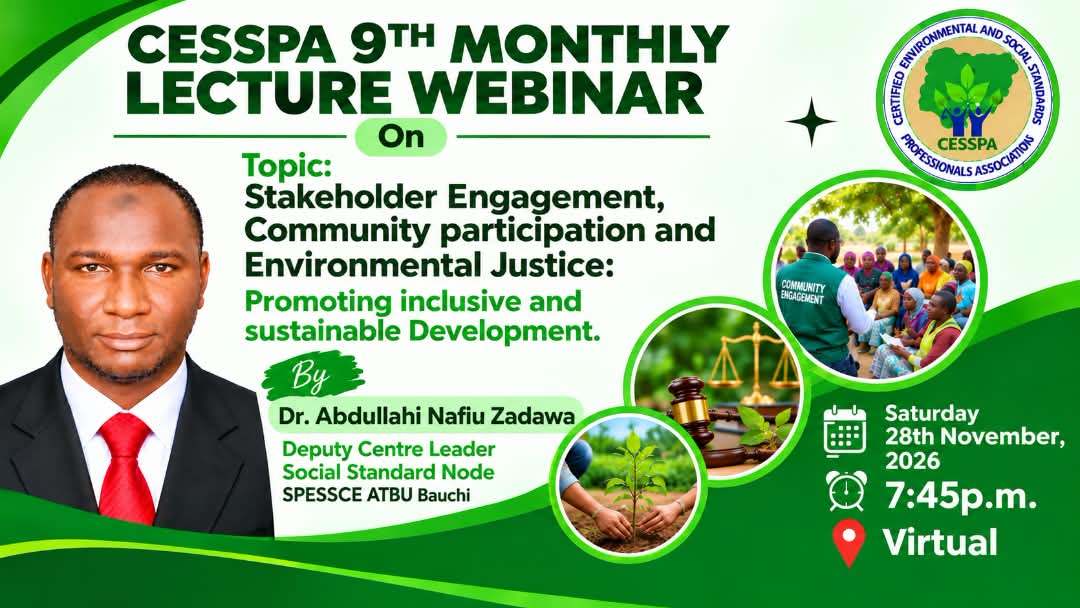 CESSPA 9TH MONTHLY
LECTURE WEBINAR
On
Topic:
Stakeholder Engagement,
Community participation and
Environmental Justice:
Promoting inclusive and
sustainable Development.
By
Dr. Abdullahi Nafiu Zadawa
Deputy Centre Leader
Social Standard Node
SPESSCE ATBU Bauchi
CERTIFIED ENVIRONMENTAL AND SOCIAL STANDARDS
PROFESSIONALS ASSOCIATION
CESSPA
COMMUNITY
ENGAGEMENT
Saturday
28th November,
2026
7:45p.m.
Virtual